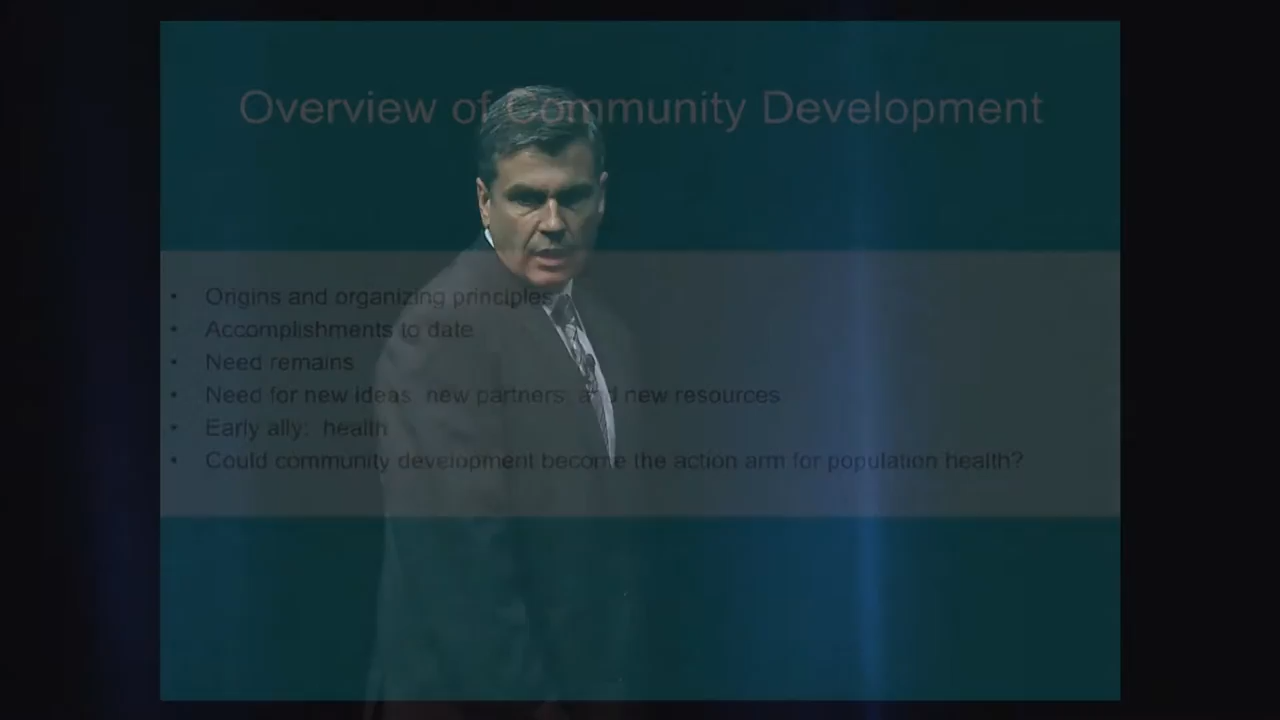 Overview of Community Development
• Origins and organizing principles
• Accomplishments to date
• Need remains
• Need for new ideas, new partners, and new resources
• Early ally: health
• Could community development become the action arm for population health?